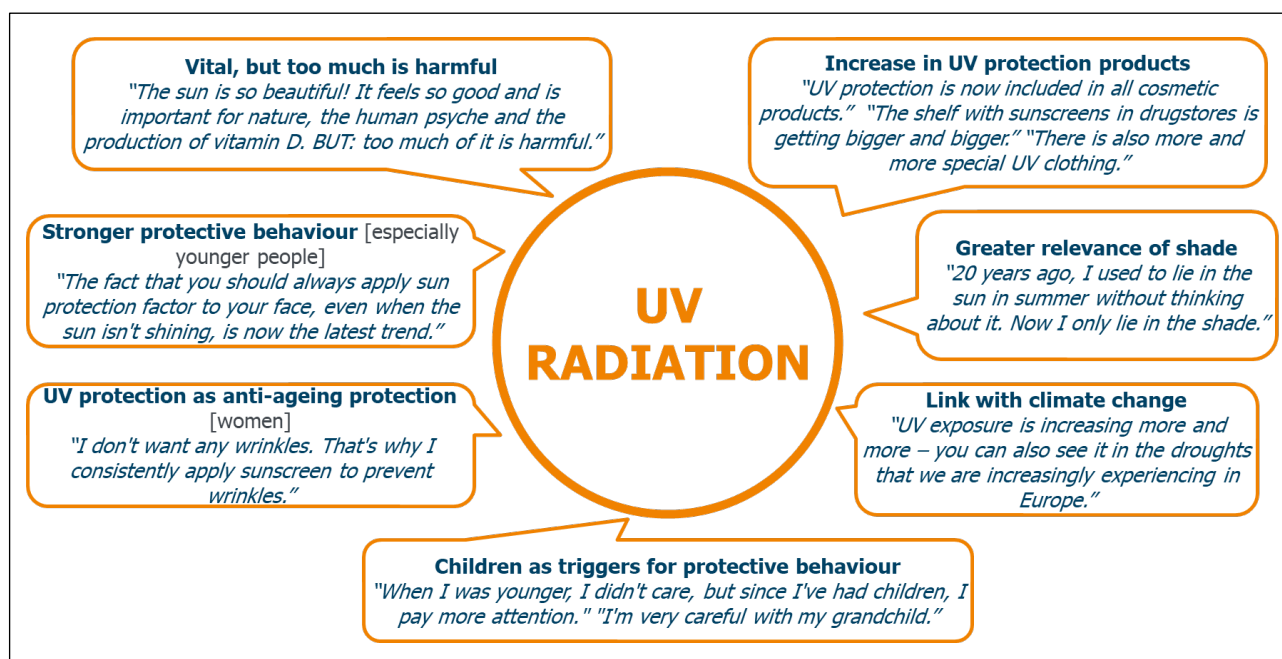 Vital, but too much is harmful
“The sun is so beautiful! It feels so good and is
important for nature, the human psyche and the
production of vitamin D. BUT: too much of it is harmful.”
Increase in UV protection products
“UV protection is now included in all cosmetic
products.” “The shelf with sunscreens in drugstores is
getting bigger and bigger.” “There is also more and
more special UV clothing.”
Stronger protective behaviour [especially
younger people]
“The fact that you should always apply sun
protection factor to your face, even when the
sun isn't shining, is now the latest trend.”
Greater relevance of shade
“20 years ago, I used to lie in the
sun in summer without thinking
about it. Now I only lie in the shade.”
UV
RADIATION
UV protection as anti-ageing protection
[women]
“I don't want any wrinkles. That's why I
consistently apply sunscreen to prevent
wrinkles.”
Link with climate change
“UV exposure is increasing more and
more – you can also see it in the droughts
that we are increasingly experiencing in
Europe.”
Children as triggers for protective behaviour
“When I was younger, I didn't care, but since I've had children, I
pay more attention." "I'm very careful with my grandchild.”